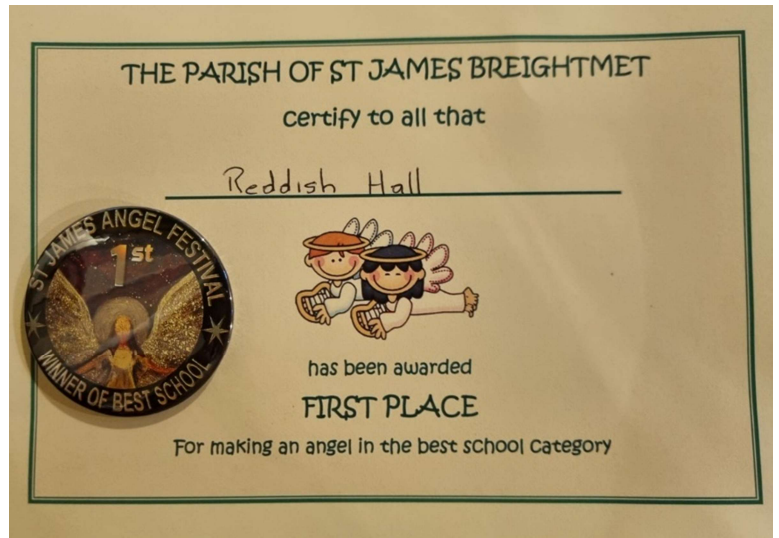 THE PARISH OF ST JAMES BREIGHTMET
certify to all that
Reddish Hall
ST JAMES ANGEL FESTIVAL
1st
WINNER OF BEST SCHOOL
has been awarded
FIRST PLACE
For making an angel in the best school category